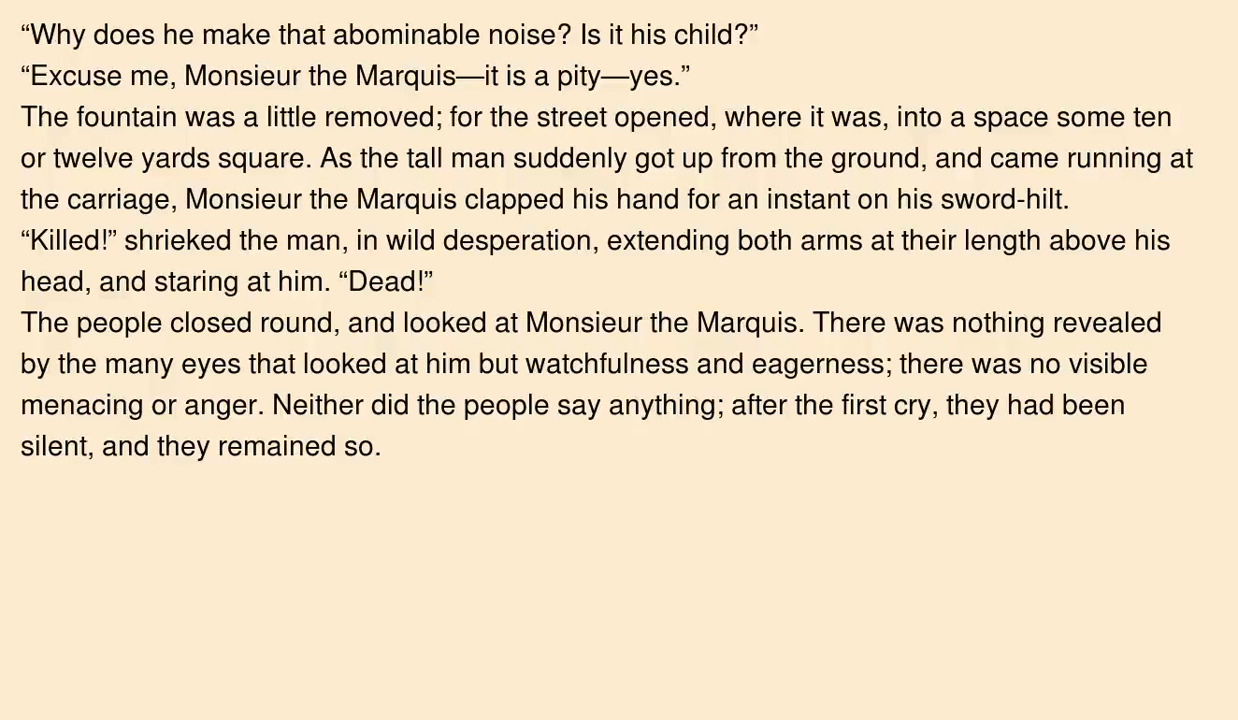 “Why does he make that abominable noise? Is it his child?”
“Excuse me, Monsieur the Marquis—it is a pity—yes.”
The fountain was a little removed; for the street opened, where it was, into a space some ten
or twelve yards square. As the tall man suddenly got up from the ground, and came running at
the carriage, Monsieur the Marquis clapped his hand for an instant on his sword-hilt.
“Killed!” shrieked the man, in wild desperation, extending both arms at their length above his
head, and staring at him. “Dead!”
The people closed round, and looked at Monsieur the Marquis. There was nothing revealed
by the many eyes that looked at him but watchfulness and eagerness; there was no visible
menacing or anger. Neither did the people say anything; after the first cry, they had been
silent, and they remained so.